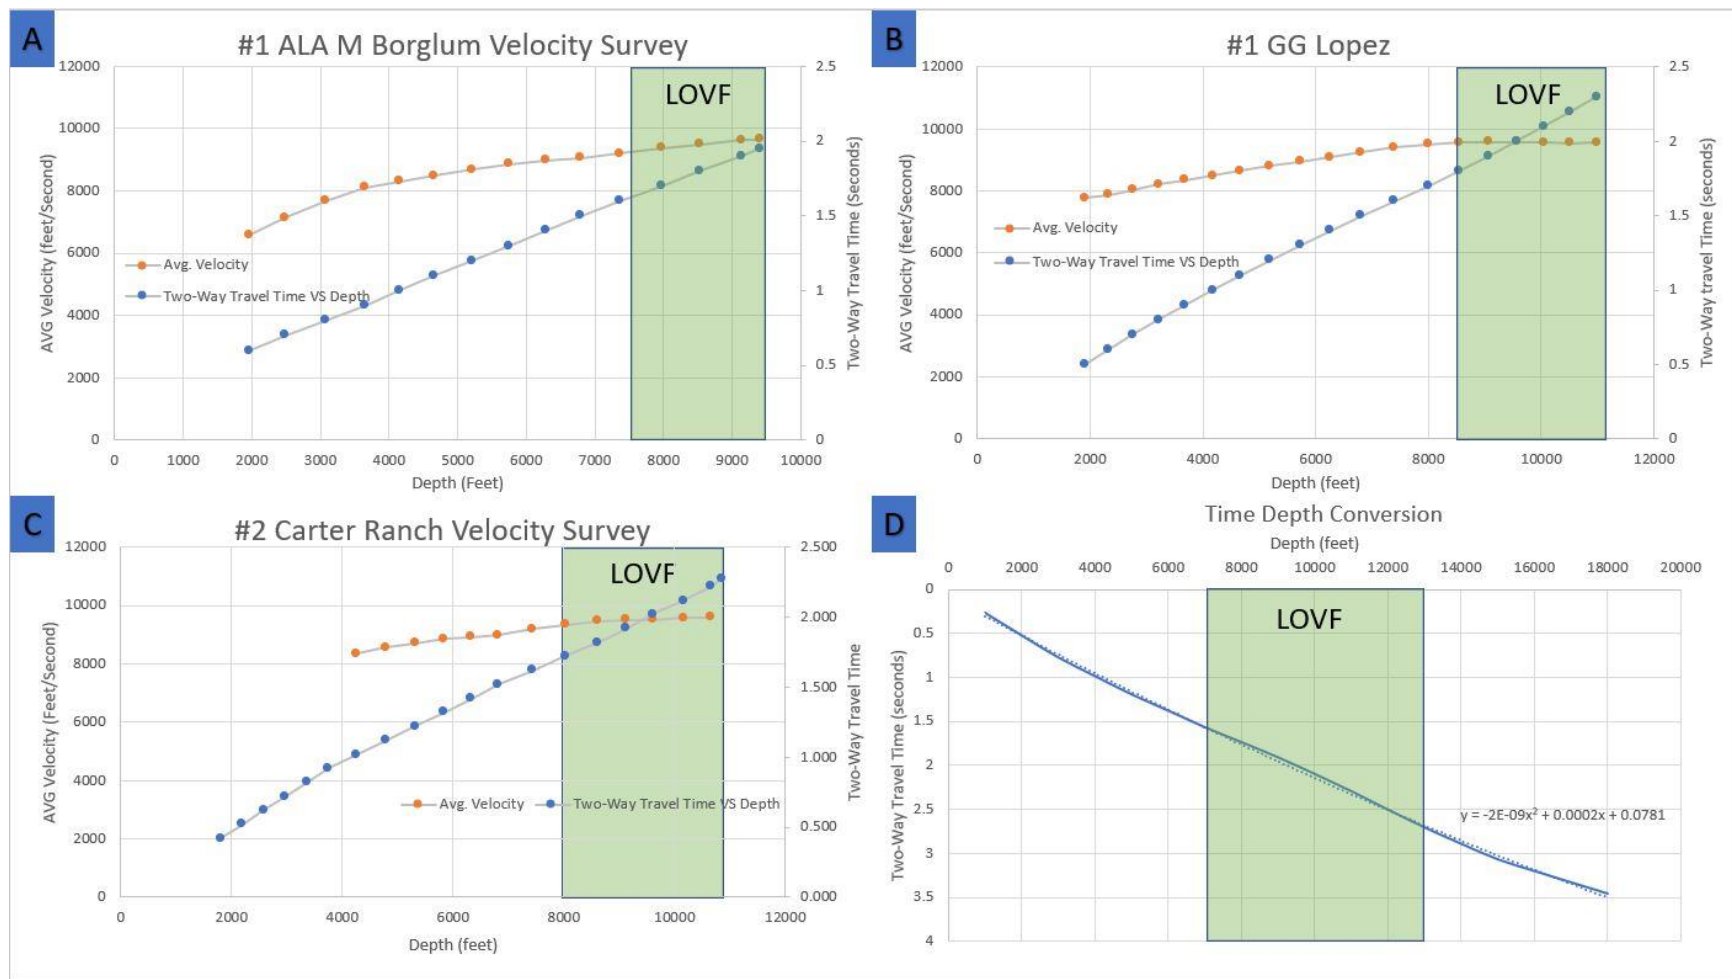 A
#1 ALA M Borglum Velocity Survey
12000
10000
8000
6000
4000
2000
0
AVG Velocity (feet/Second)
2.5
2
1.5
1
0.5
0
Two-Way Travel Time (Seconds)
LOVF
Avg. Velocity
Two-Way Travel Time VS Depth
0 1000 2000 3000 4000 5000 6000 7000 8000 9000 10000
Depth (Feet)
B
#1 GG Lopez
12000
10000
8000
6000
4000
2000
0
AVG Velocity (feet/Second)
2.5
2
1.5
1
0.5
0
Two-Way travel Time (seconds)
LOVF
Avg. Velocity
Two-Way Travel Time VS Depth
0 2000 4000 6000 8000 10000 12000
Depth (feet)
C
#2 Carter Ranch Velocity Survey
12000
10000
8000
6000
4000
2000
0
AVG Velocity (Feet/Second)
2.500
2.000
1.500
1.000
0.500
0.000
Two-Way Travel Time
LOVF
Avg. Velocity Two-Way Travel Time VS Depth
0 2000 4000 6000 8000 10000 12000
Depth (feet)
D
Time Depth Conversion
Depth (feet)
0 2000 4000 6000 8000 10000 12000 14000 16000 18000 20000
0
0.5
1
1.5
2
2.5
3
3.5
4
Two-Way Travel Time (seconds)
LOVF
y = -2E-09x² + 0.0002x + 0.0781